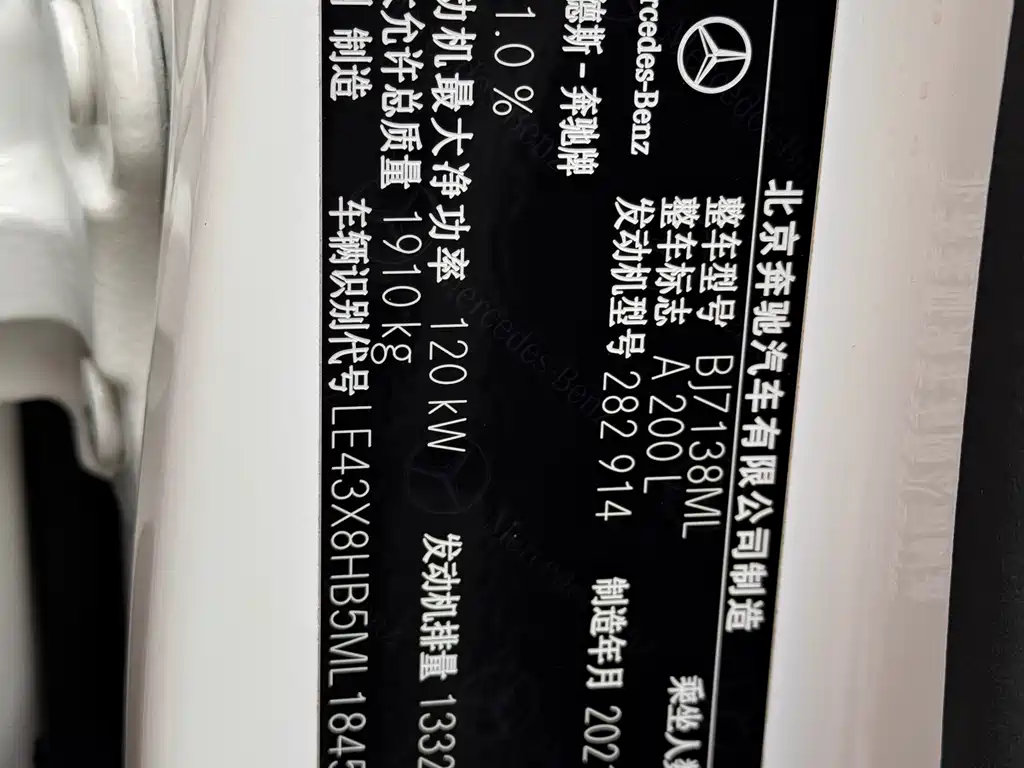 北京奔驰汽车有限公司制造
Mercedes-Benz
整车型号 BJ7138ML
乘坐人
整车标志 A 200 L
发动机型号 282 914
制造年月 202
德斯-奔驰牌
1.0 %
动机最大净功率 120 kW
发动机排量 1332
允许总质量 1910 kg
制造
车辆识别代号 LE43X8HB5ML1845